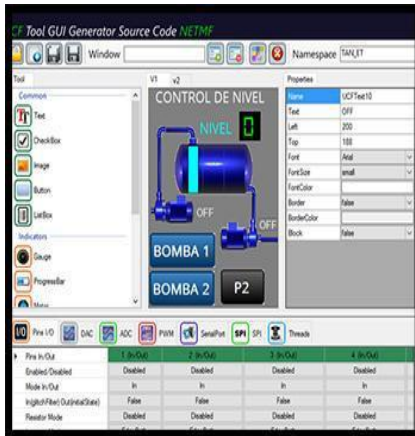 CF Tool GUI Generator Source Code NETMF
Window
Namespace TAN_ET
Tool
V1 v2
Properties
Common
Text
CheckBox
Image
Button
ListBox
Indicators
Gauge
ProgressBar
CONTROL DE NIVEL
NIVEL 0
OFF
OFF
BOMBA 1
BOMBA 2 P2
Name UCFText10
Text OFF
Left 200
Top 188
Font Arial
FontSize small
FontColor
Border false
BorderColor
Block false
I/O Pins I/O DAC ADC PWM SerialPort SPI SPI Threads
Pins In/Out 1 (In/Out) 2 (In/Out) 3 (In/Out) 4 (In/Out)
Enabled/Disabled Disabled Disabled Disabled Disabled
Mode In/Out In In In In
In(glitchFilter) Out(initialState) False False False False
Resistor Mode Disabled Disabled Disabled Disabled